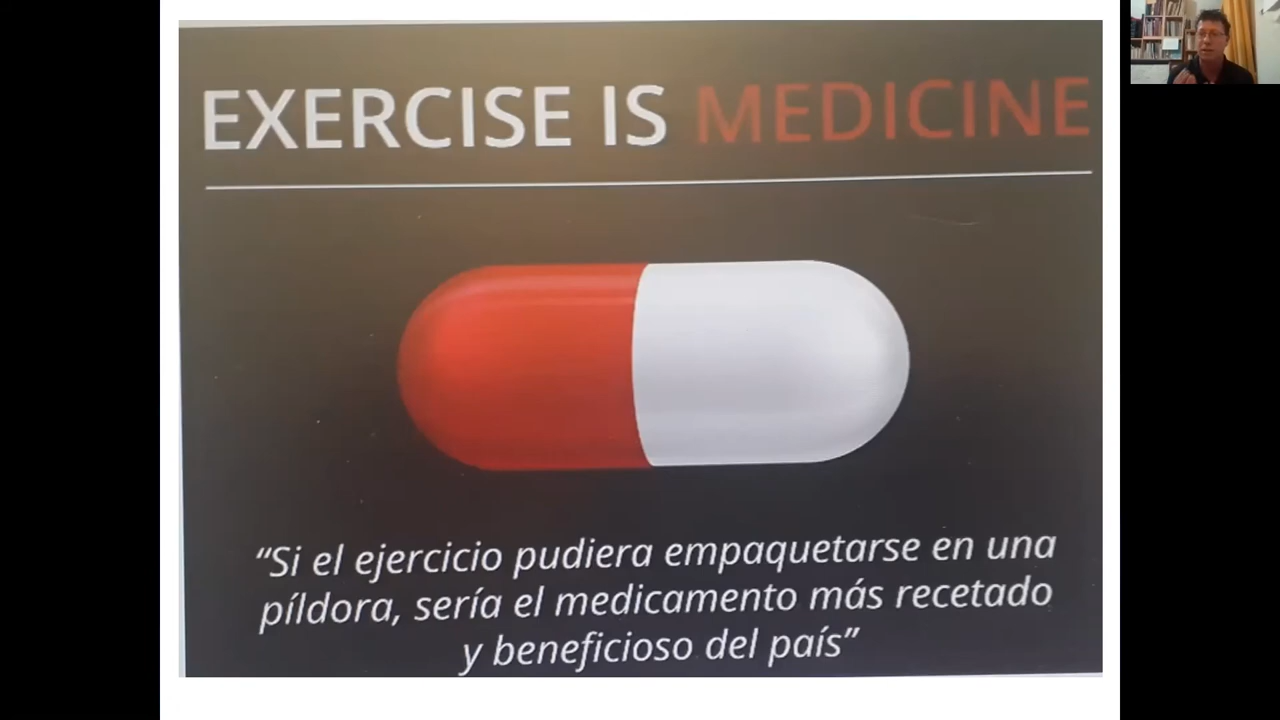 EXERCISE IS MEDICINE
“Si el ejercicio pudiera empaquetarse en una
píldora, sería el medicamento más recetado
y beneficioso del país”